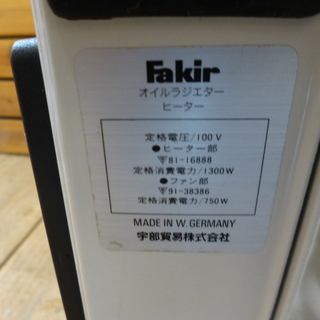 Fakir
オイルラジエター
ヒーター
定格電圧/100V
●ヒーター部
〒81-16888
定格消費電力/1300W
●ファン部
〒91-38386
定格消費電力/750W
MADE IN W.GERMANY
宇部貿易株式会社